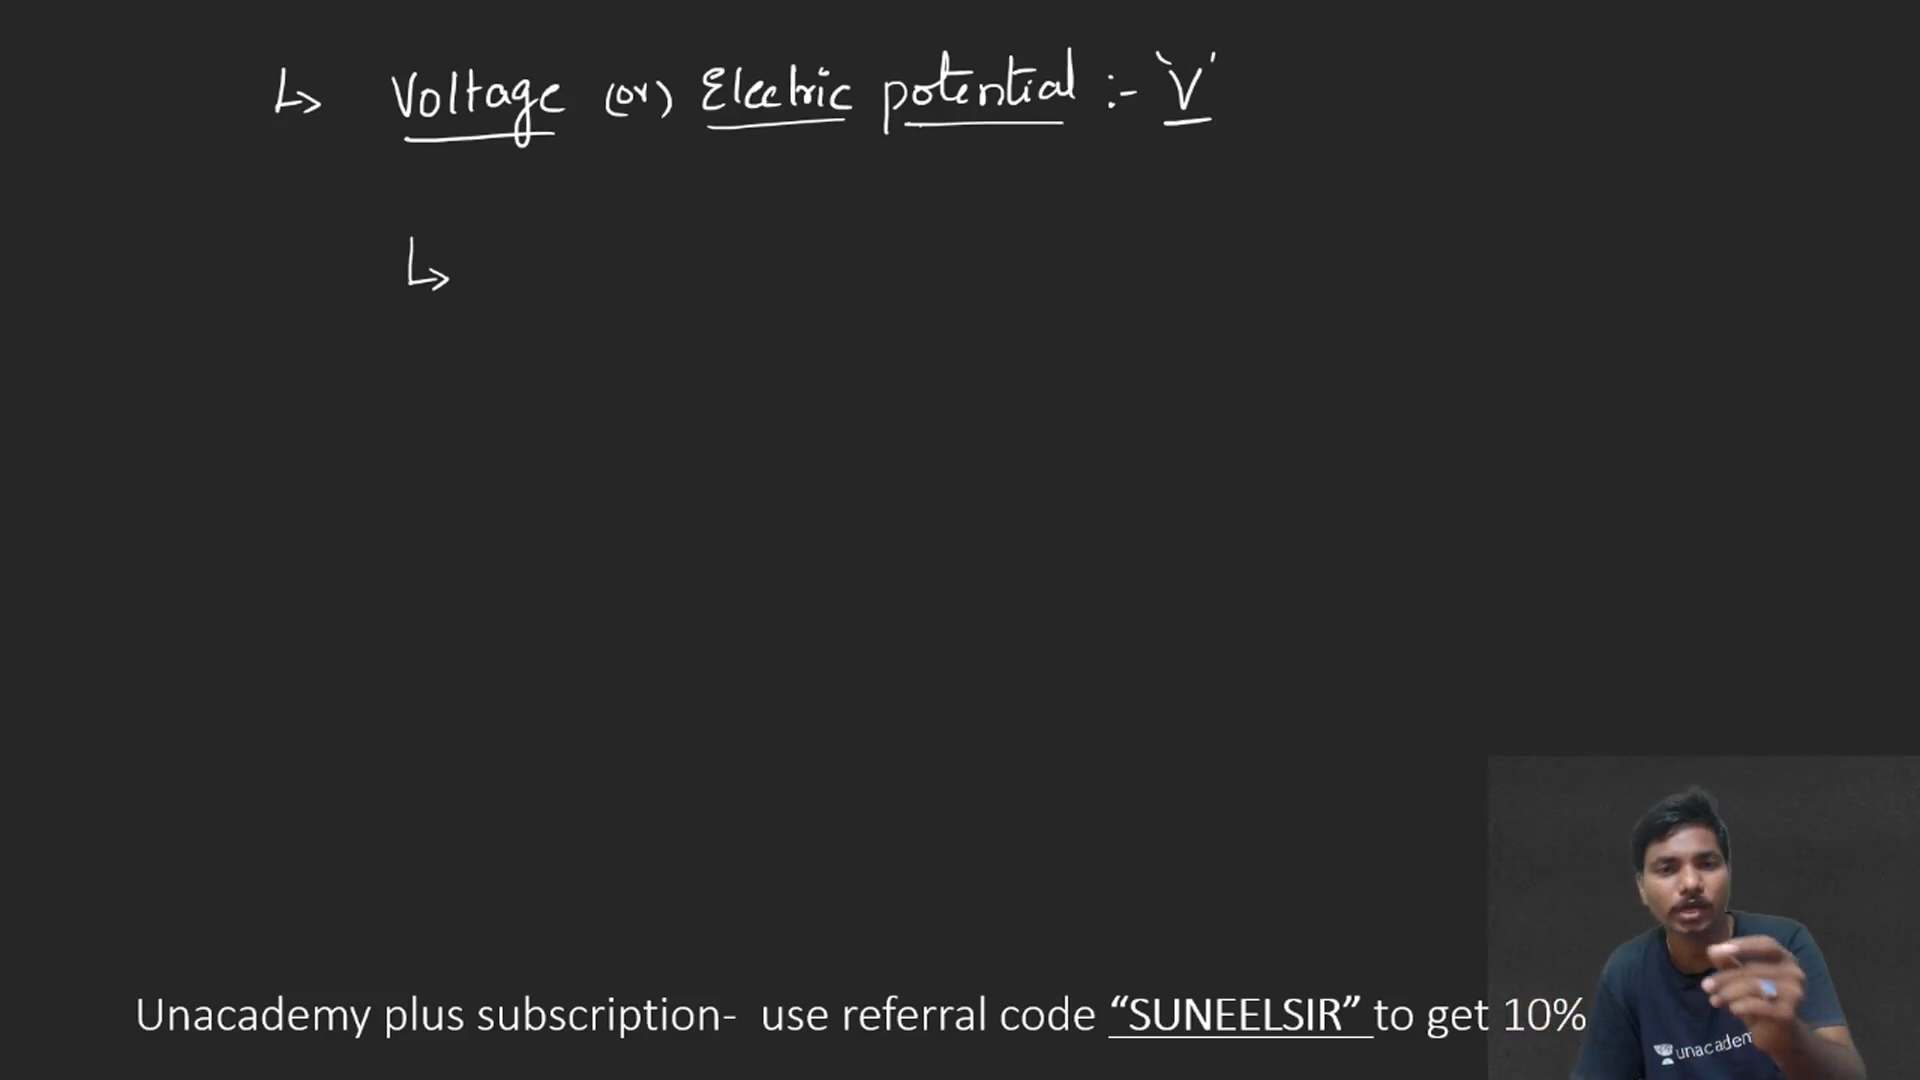 ↳ Voltage (or) Electric potential :- 'V'
↳
Unacademy plus subscription- use referral code “SUNEELSIR” to get 10%
unacadem